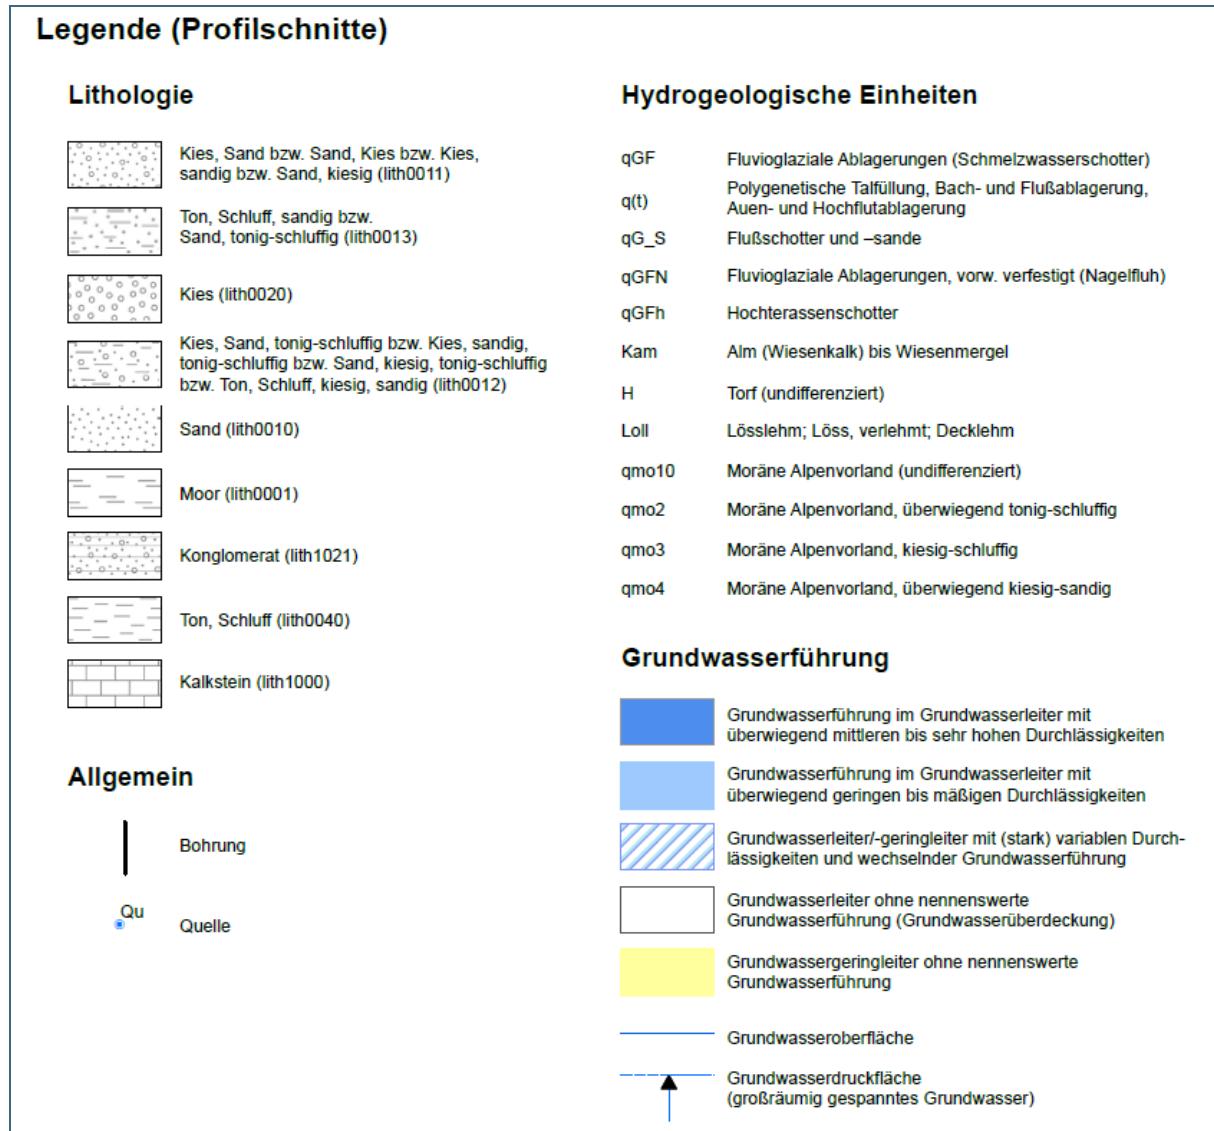 Legende (Profilschnitte)
Lithologie
Kies, Sand bzw. Sand, Kies bzw. Kies,
sandig bzw. Sand, kiesig (lith0011)
Ton, Schluff, sandig bzw.
Sand, tonig-schluffig (lith0013)
Kies (lith0020)
Kies, Sand, tonig-schluffig bzw. Kies, sandig,
tonig-schluffig bzw. Sand, kiesig, tonig-schluffig
bzw. Ton, Schluff, kiesig, sandig (lith0012)
Sand (lith0010)
Moor (lith0001)
Konglomerat (lith1021)
Ton, Schluff (lith0040)
Kalkstein (lith1000)
Allgemein
Bohrung
Qu
Quelle
Hydrogeologische Einheiten
qGF Fluvioglaziale Ablagerungen (Schmelzwasserschotter)
q(t) Polygenetische Talfüllung, Bach- und Flußablagerung,
Auen- und Hochflutablagerung
qG_S Flußschotter und –sande
qGFN Fluvioglaziale Ablagerungen, vorw. verfestigt (Nagelfluh)
qGFh Hochterassenschotter
Kam Alm (Wiesenkalk) bis Wiesenmergel
H Torf (undifferenziert)
Loll Lösslehm; Löss, verlehmt; Decklehm
qmo10 Moräne Alpenvorland (undifferenziert)
qmo2 Moräne Alpenvorland, überwiegend tonig-schluffig
qmo3 Moräne Alpenvorland, kiesig-schluffig
qmo4 Moräne Alpenvorland, überwiegend kiesig-sandig
Grundwasserführung
Grundwasserführung im Grundwasserleiter mit
überwiegend mittleren bis sehr hohen Durchlässigkeiten
Grundwasserführung im Grundwasserleiter mit
überwiegend geringen bis mäßigen Durchlässigkeiten
Grundwasserleiter/-geringleiter mit (stark) variablen Durch-
lässigkeiten und wechselnder Grundwasserführung
Grundwasserleiter ohne nennenswerte
Grundwasserführung (Grundwasserüberdeckung)
Grundwassergeringleiter ohne nennenswerte
Grundwasserführung
Grundwasseroberfläche
Grundwasserdruckfläche
(großräumig gespanntes Grundwasser)